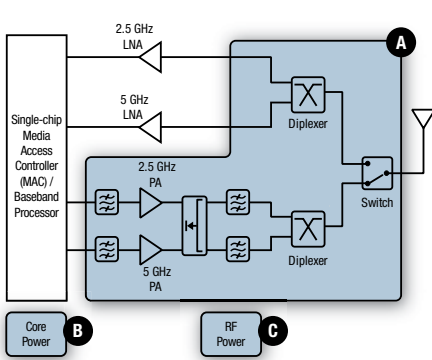 2.5 GHz
LNA
A
5 GHz
LNA
Diplexer
Single-chip
Media
Access
Controller
(MAC) /
Baseband
Processor
2.5 GHz
PA
Switch
Diplexer
5 GHz
PA
Core
Power
B
RF
Power
C